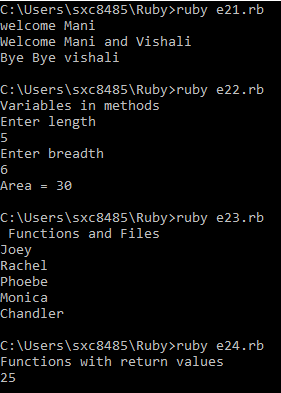 C:\Users\sxc8485\Ruby>ruby e21.rb
welcome Mani
Welcome Mani and Vishali
Bye Bye vishali
C:\Users\sxc8485\Ruby>ruby e22.rb
Variables in methods
Enter length
5
Enter breadth
6
Area = 30
C:\Users\sxc8485\Ruby>ruby e23.rb
Functions and Files
Joey
Rachel
Phoebe
Monica
Chandler
C:\Users\sxc8485\Ruby>ruby e24.rb
Functions with return values
25